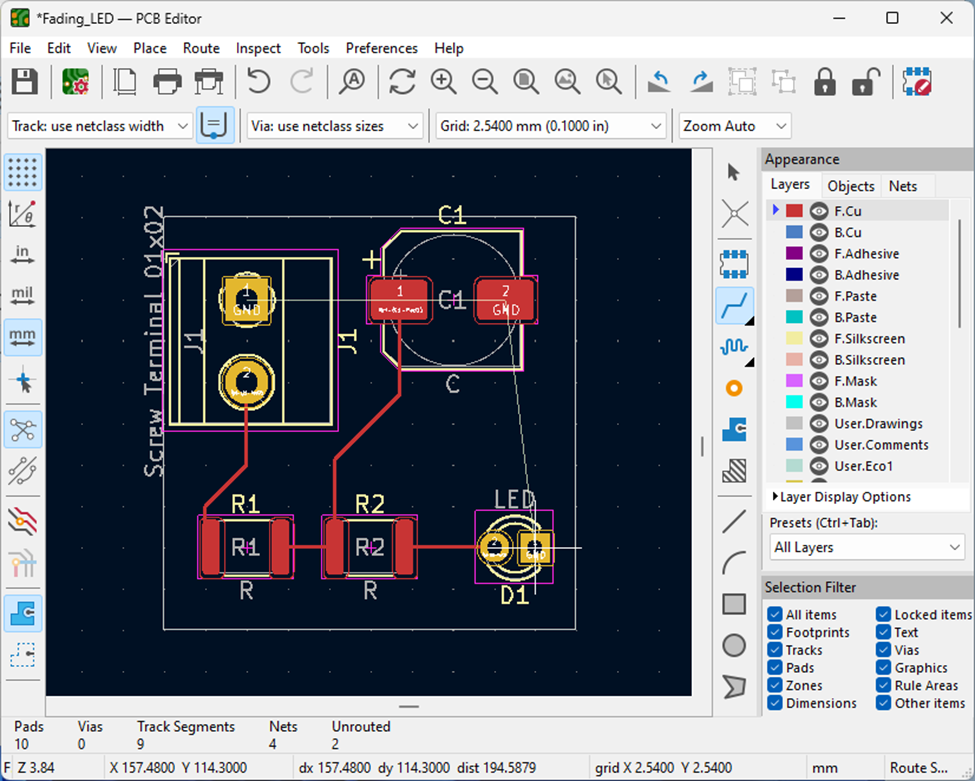 *Fading_LED — PCB Editor
File Edit View Place Route Inspect Tools Preferences Help
Track: use netclass width Via: use netclass sizes Grid: 2.5400 mm (0.1000 in) Zoom Auto
in
mil
mm
Screw Terminal 01x02
J1
J1
1
GND
2
C1
+
1
C1
2
GND
C
R1
R1
R
R2
R2
R
LED
2
GND
D1
Appearance
Layers Objects Nets
F.Cu
B.Cu
F.Adhesive
B.Adhesive
F.Paste
B.Paste
F.Silkscreen
B.Silkscreen
F.Mask
B.Mask
User.Drawings
User.Comments
User.Eco1
Layer Display Options
Presets (Ctrl+Tab):
All Layers
Selection Filter
All items Locked items
Footprints Text
Tracks Vias
Pads Graphics
Zones Rule Areas
Dimensions Other items
Pads Vias Track Segments Nets Unrouted
10 0 9 4 2
F Z 3.84 X 157.4800 Y 114.3000 dx 157.4800 dy 114.3000 dist 194.5879 grid X 2.5400 Y 2.5400 mm Route S...